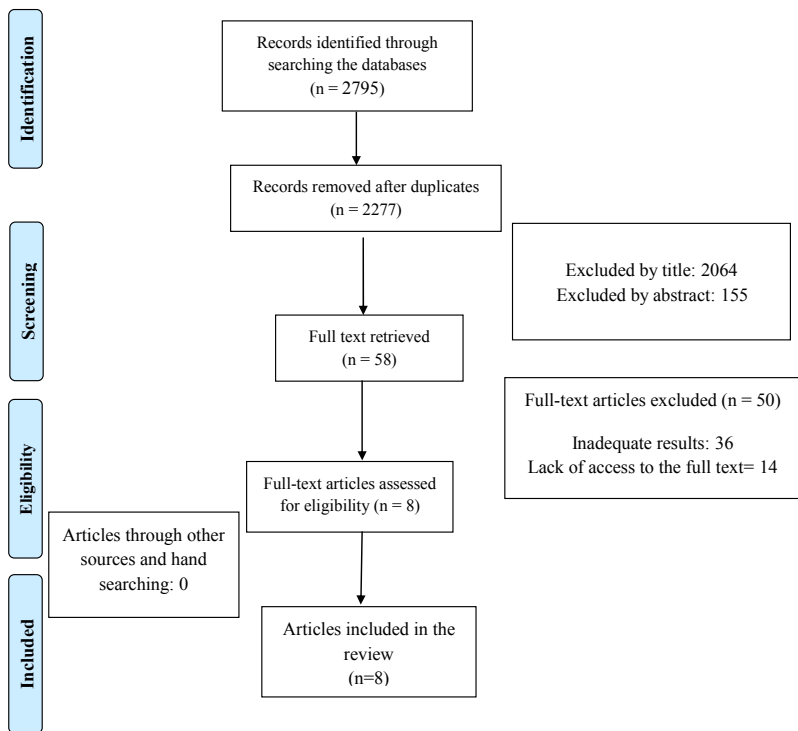 Identification
Records identified through
searching the databases
(n = 2795)
Records removed after duplicates
(n = 2277)
Screening
Excluded by title: 2064
Excluded by abstract: 155
Full text retrieved
(n = 58)
Full-text articles excluded (n = 50)
Inadequate results: 36
Lack of access to the full text= 14
Eligibility
Full-text articles assessed
for eligibility (n = 8)
Articles through other
sources and hand
searching: 0
Included
Articles included in the
review
(n=8)